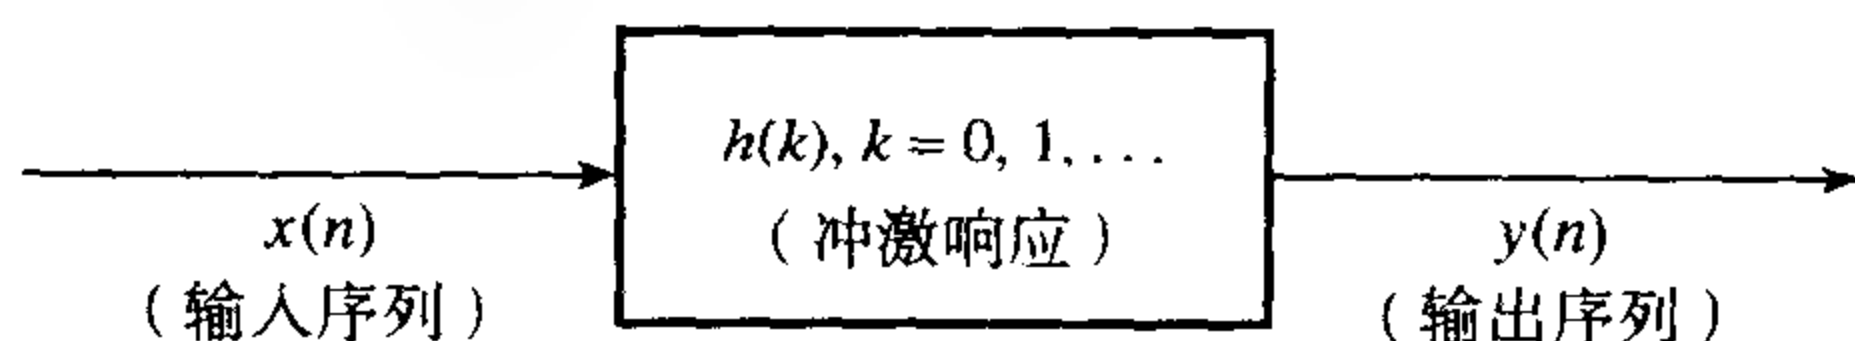 h(k), k = 0, 1, . . .
(冲激响应)
x(n)
(输入序列)
y(n)
(输出序列)